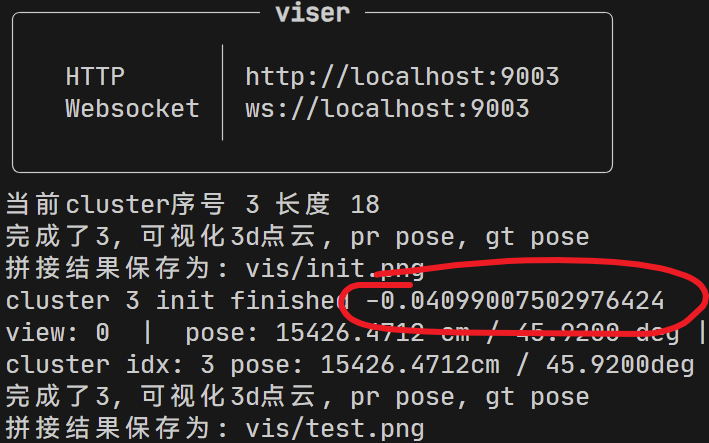 viser
HTTP http://localhost:9003
Websocket ws://localhost:9003
当前cluster序号 3 长度 18
完成了3, 可视化3d点云, pr pose, gt pose
拼接结果保存为: vis/init.png
cluster 3 init finished -0.04099007502976424
view: 0 | pose: 15426.4712 cm / 45.9200 deg |
cluster idx: 3 pose: 15426.4712cm / 45.9200deg
完成了3, 可视化3d点云, pr pose, gt pose
拼接结果保存为: vis/test.png